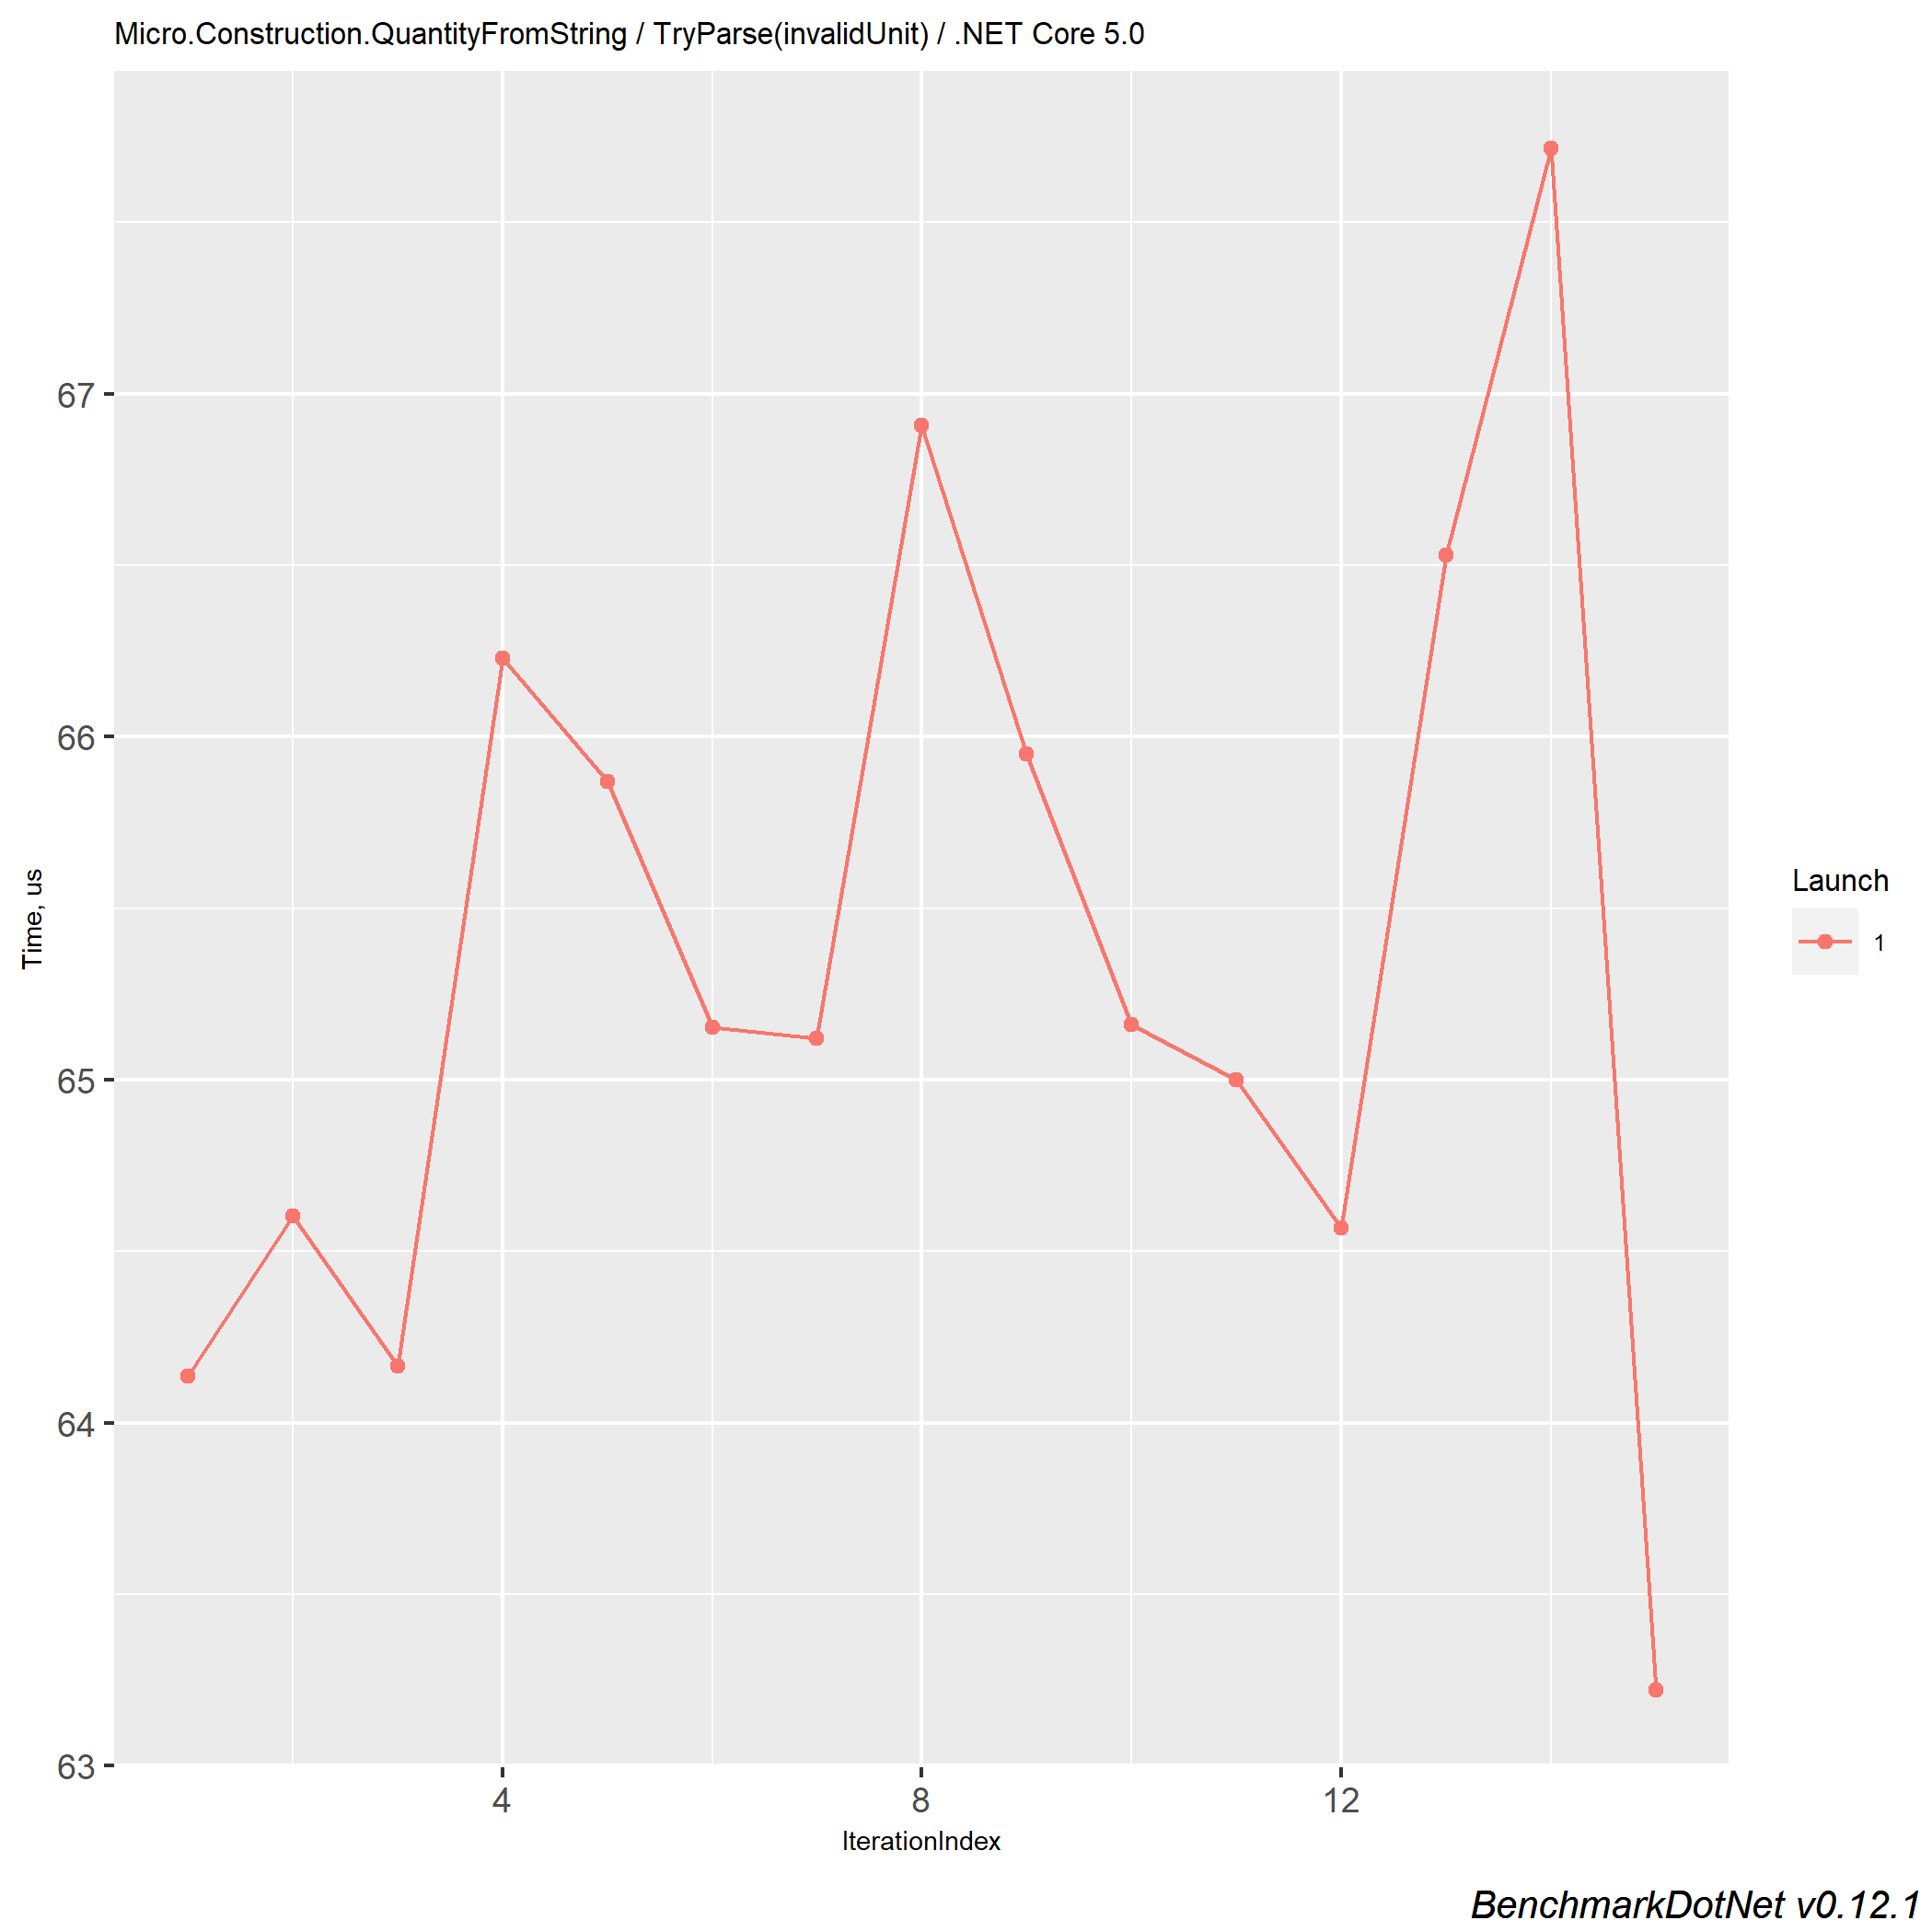 Micro.Construction.QuantityFromString / TryParse(invalidUnit) / .NET Core 5.0
67
66
65
64
63
Time, us
4 8 12
IterationIndex
Launch
1
BenchmarkDotNet v0.12.1